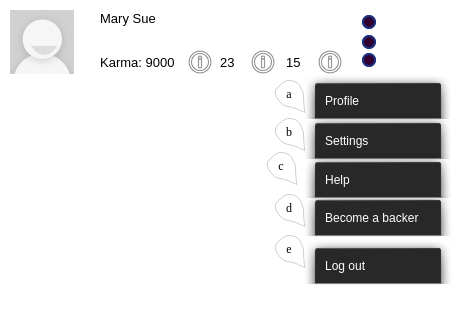 Mary Sue
Karma: 9000 23 15
a Profile
b Settings
c Help
d Become a backer
e Log out